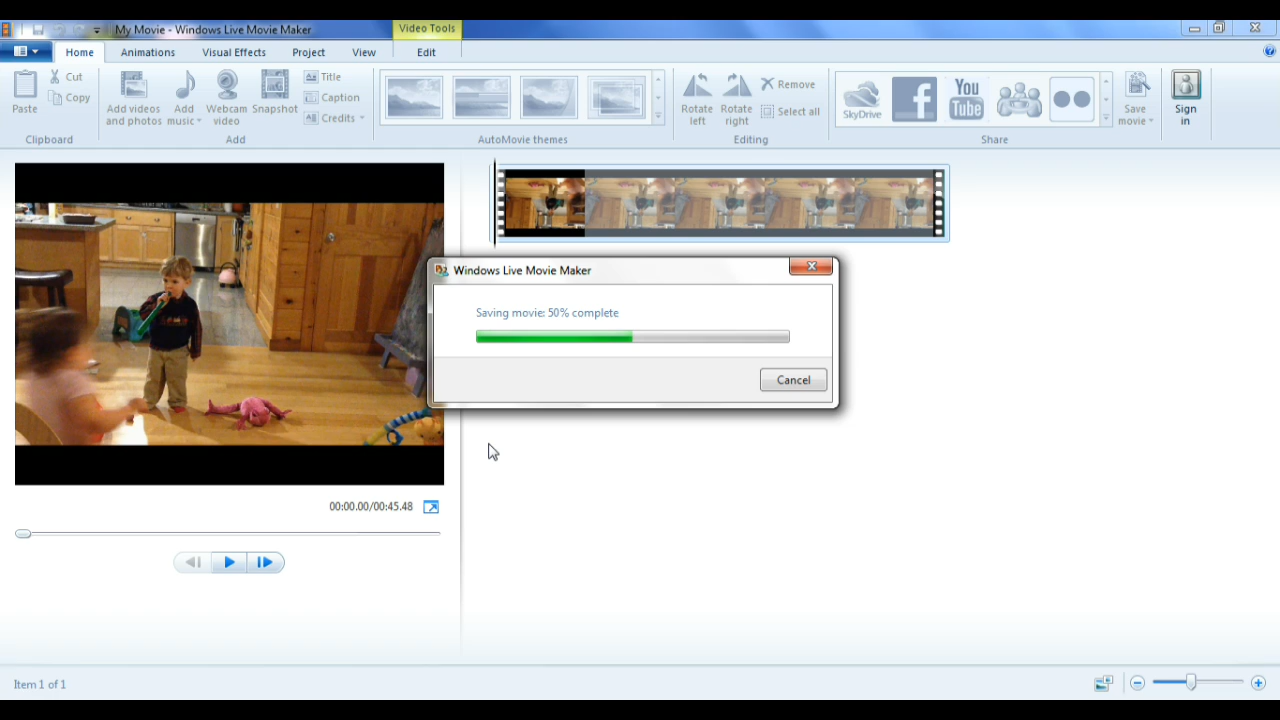 My Movie - Windows Live Movie Maker
Video Tools
Home
Animations
Visual Effects
Project
View
Edit
Paste
Cut
Copy
Clipboard
Add videos
and photos
Add
music
Webcam
video
Snapshot
Title
Caption
Credits
Add
AutoMovie themes
Rotate
left
Rotate
right
Remove
Select all
Editing
SkyDrive
f
You
Tube
Share
Save
movie
Sign
in
Windows Live Movie Maker
Saving movie: 50% complete
Cancel
00:00.00/00:45.48
Item 1 of 1